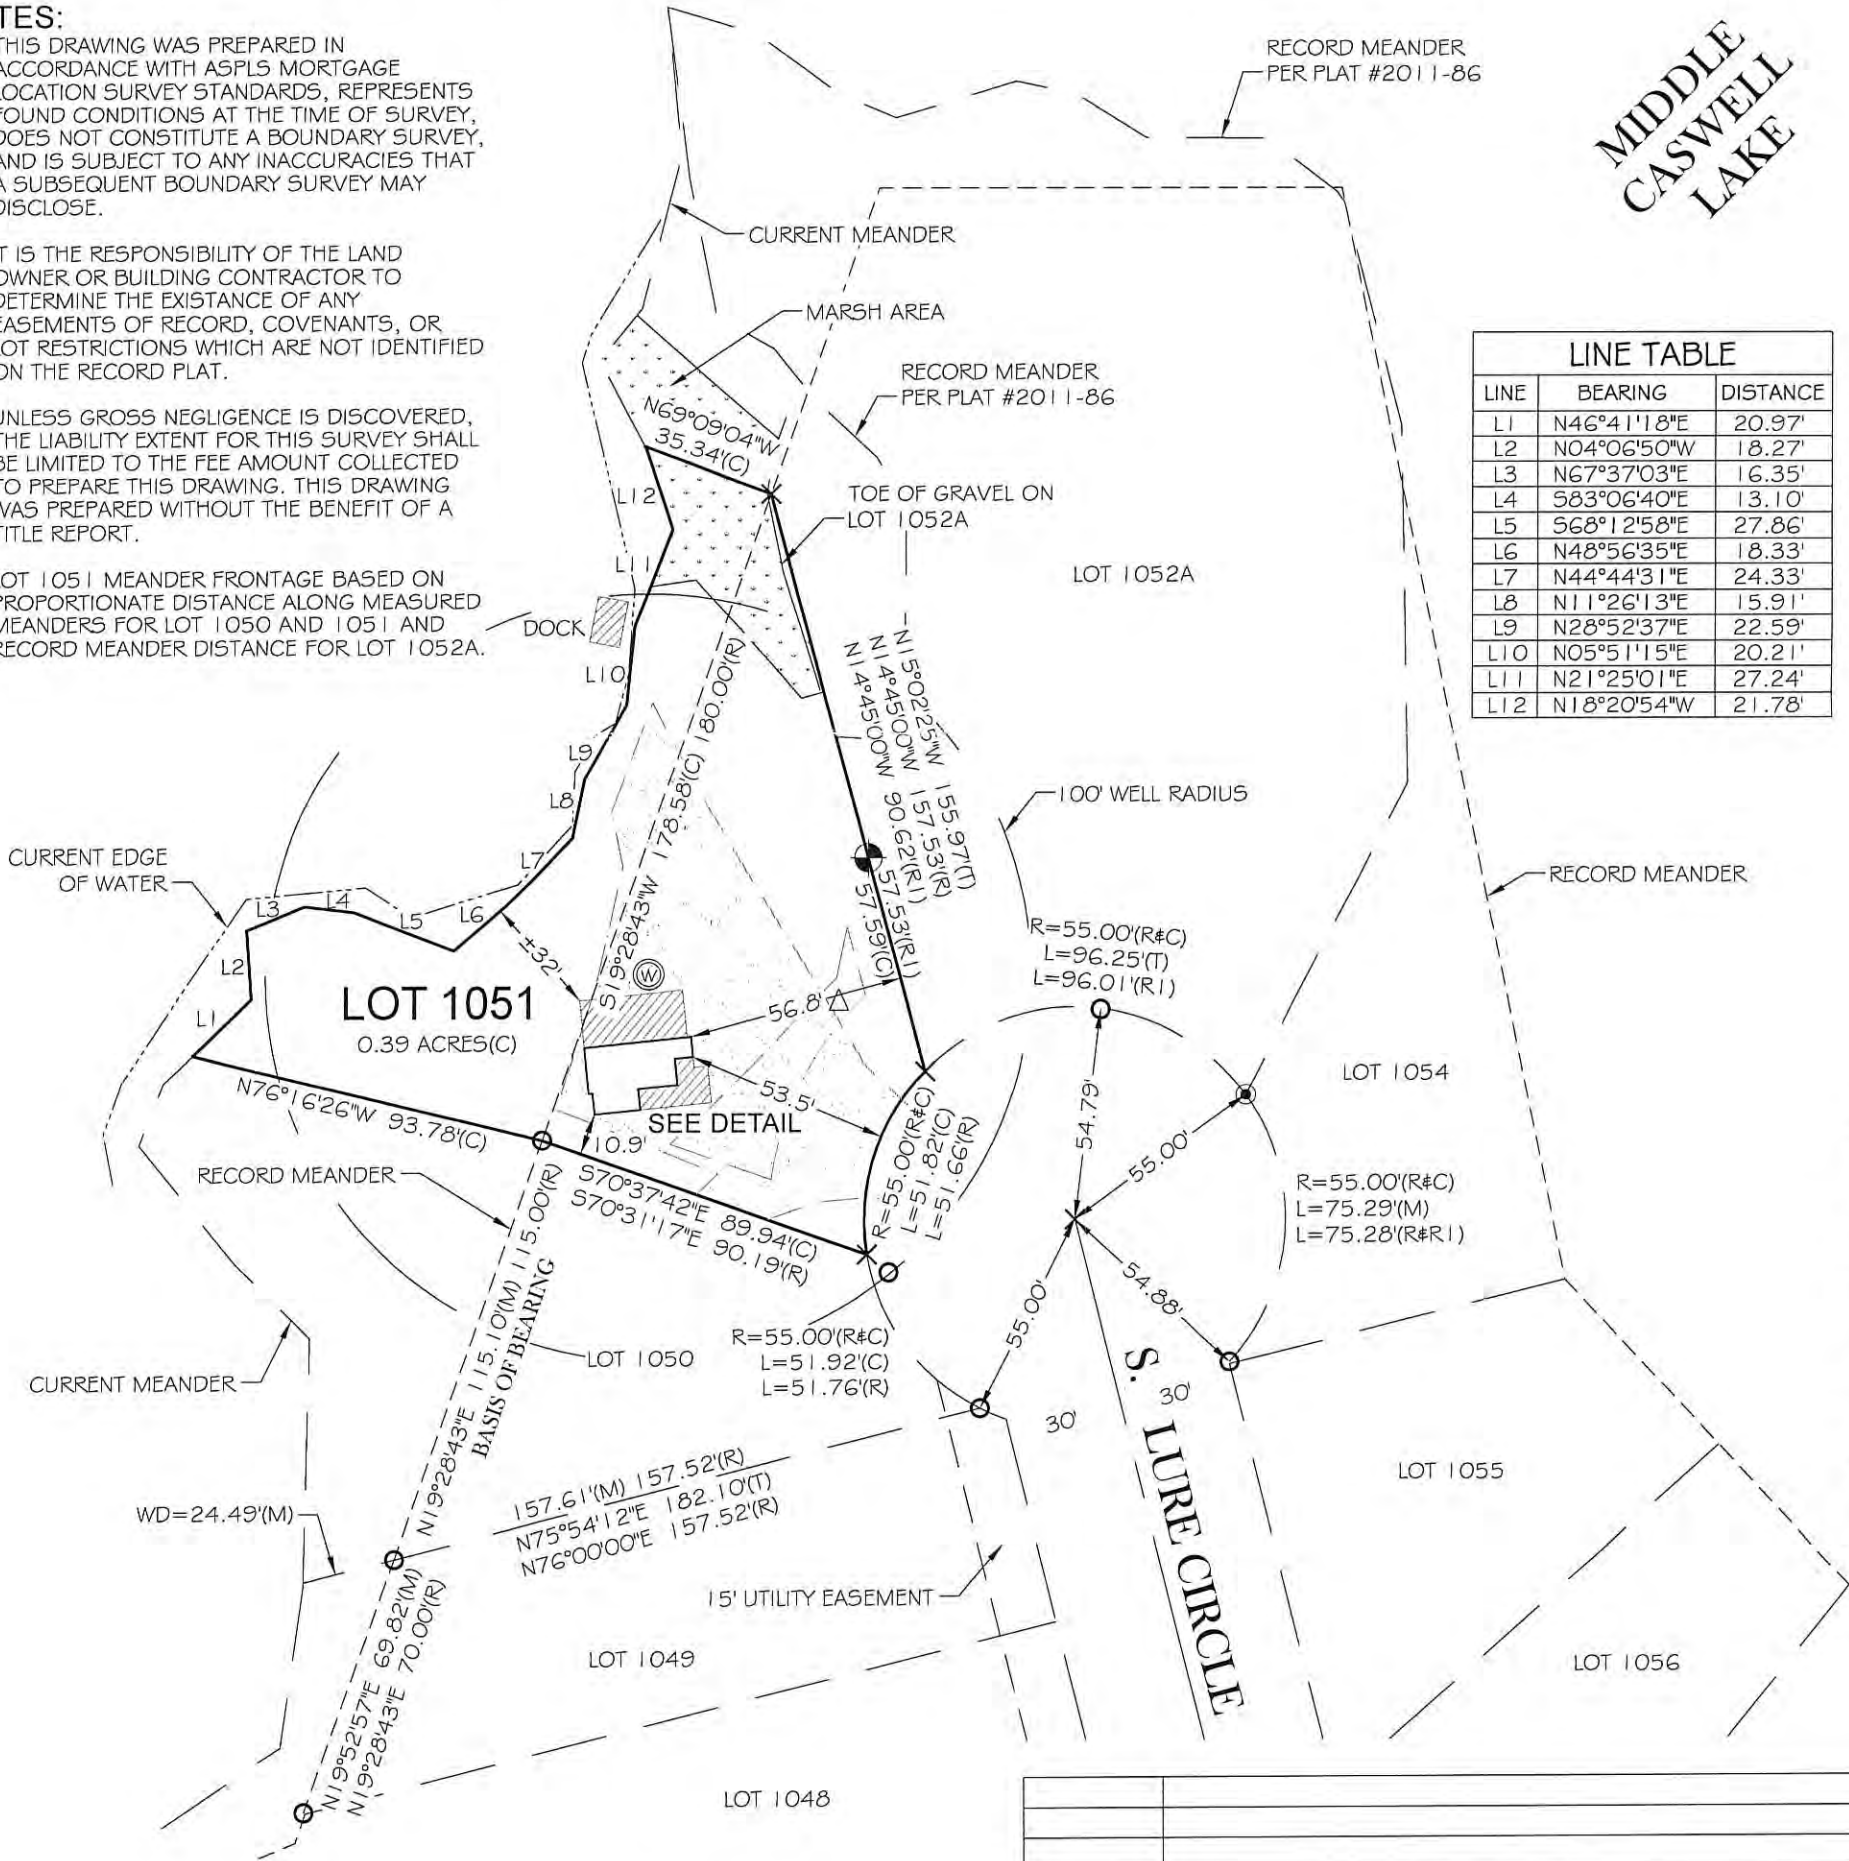 TES:
THIS DRAWING WAS PREPARED IN
ACCORDANCE WITH ASPLS MORTGAGE
LOCATION SURVEY STANDARDS, REPRESENTS
FOUND CONDITIONS AT THE TIME OF SURVEY,
DOES NOT CONSTITUTE A BOUNDARY SURVEY,
AND IS SUBJECT TO ANY INACCURACIES THAT
A SUBSEQUENT BOUNDARY SURVEY MAY
DISCLOSE.
IT IS THE RESPONSIBILITY OF THE LAND
OWNER OR BUILDING CONTRACTOR TO
DETERMINE THE EXISTANCE OF ANY
EASEMENTS OF RECORD, COVENANTS, OR
LOT RESTRICTIONS WHICH ARE NOT IDENTIFIED
ON THE RECORD PLAT.
UNLESS GROSS NEGLIGENCE IS DISCOVERED,
THE LIABILITY EXTENT FOR THIS SURVEY SHALL
BE LIMITED TO THE FEE AMOUNT COLLECTED
TO PREPARE THIS DRAWING. THIS DRAWING
WAS PREPARED WITHOUT THE BENEFIT OF A
TITLE REPORT.
LOT 1051 MEANDER FRONTAGE BASED ON
PROPORTIONATE DISTANCE ALONG MEASURED
MEANDERS FOR LOT 1050 AND 1051 AND
RECORD MEANDER DISTANCE FOR LOT 1052A.
RECORD MEANDER
PER PLAT #2011-86
MIDDLE
CASWELL
LAKE
CURRENT MEANDER
MARSH AREA
RECORD MEANDER
PER PLAT #2011-86
N69°09'04"W
35.34'(C)
TOE OF GRAVEL ON
LOT 1052A
LOT 1052A
LINE TABLE
LINE BEARING DISTANCE
L1 N46°41'18"E 20.97'
L2 N04°06'50"W 18.27'
L3 N67°37'03"E 16.35'
L4 S83°06'40"E 13.10'
L5 S68°12'58"E 27.86'
L6 N48°56'35"E 18.33'
L7 N44°44'31"E 24.33'
L8 N11°26'13"E 15.91'
L9 N28°52'37"E 22.59'
L10 N05°51'15"E 20.21'
L11 N21°25'01"E 27.24'
L12 N18°20'54"W 21.78'
L12
L11
DOCK
L10
L9
L8
L7
L6
L5
L4
L3
L2
L1
S19°28'43"W 178.58'(C) 180.00'(R)
N15°02'25"W 155.97'(T)
N14°45'00"W 157.53'(R)
N14°45'00"W 90.62'(R1)
57.53'(R1)
57.59'(C)
100' WELL RADIUS
CURRENT EDGE
OF WATER
RECORD MEANDER
±32'
W
LOT 1051
0.39 ACRES(C)
56.8'
53.5'
SEE DETAIL
10.9'
R=55.00'(R&C)
L=96.25'(T)
L=96.01'(R1)
LOT 1054
54.79'
55.00'
R=55.00'(R&C)
L=51.82'(C)
L=51.66'(R)
N76°16'26"W 93.78'(C)
RECORD MEANDER
S70°37'42"E 89.94'(C)
S70°31'17"E 90.19'(R)
R=55.00'(R&C)
L=75.29'(M)
L=75.28'(R&R1)
54.88'
55.00'
R=55.00'(R&C)
L=51.92'(C)
L=51.76'(R)
LOT 1050
CURRENT MEANDER
N19°28'43"E 115.10'(M) 115.00'(R)
BASIS OF BEARING
30'
30'
S. LURE CIRCLE
LOT 1055
157.61'(M) 157.52'(R)
N75°54'12"E 182.10'(T)
N76°00'00"E 157.52'(R)
WD=24.49'(M)
15' UTILITY EASEMENT
LOT 1049
LOT 1056
N19°52'57"E 69.82'(M)
N19°28'43"E 70.00'(R)
LOT 1048